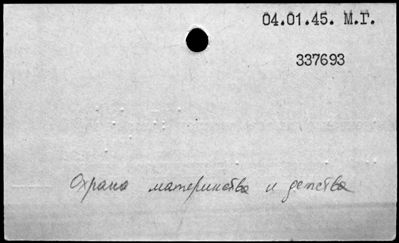 04.01.45. М.Г.
337693
Охрана материнства и детства